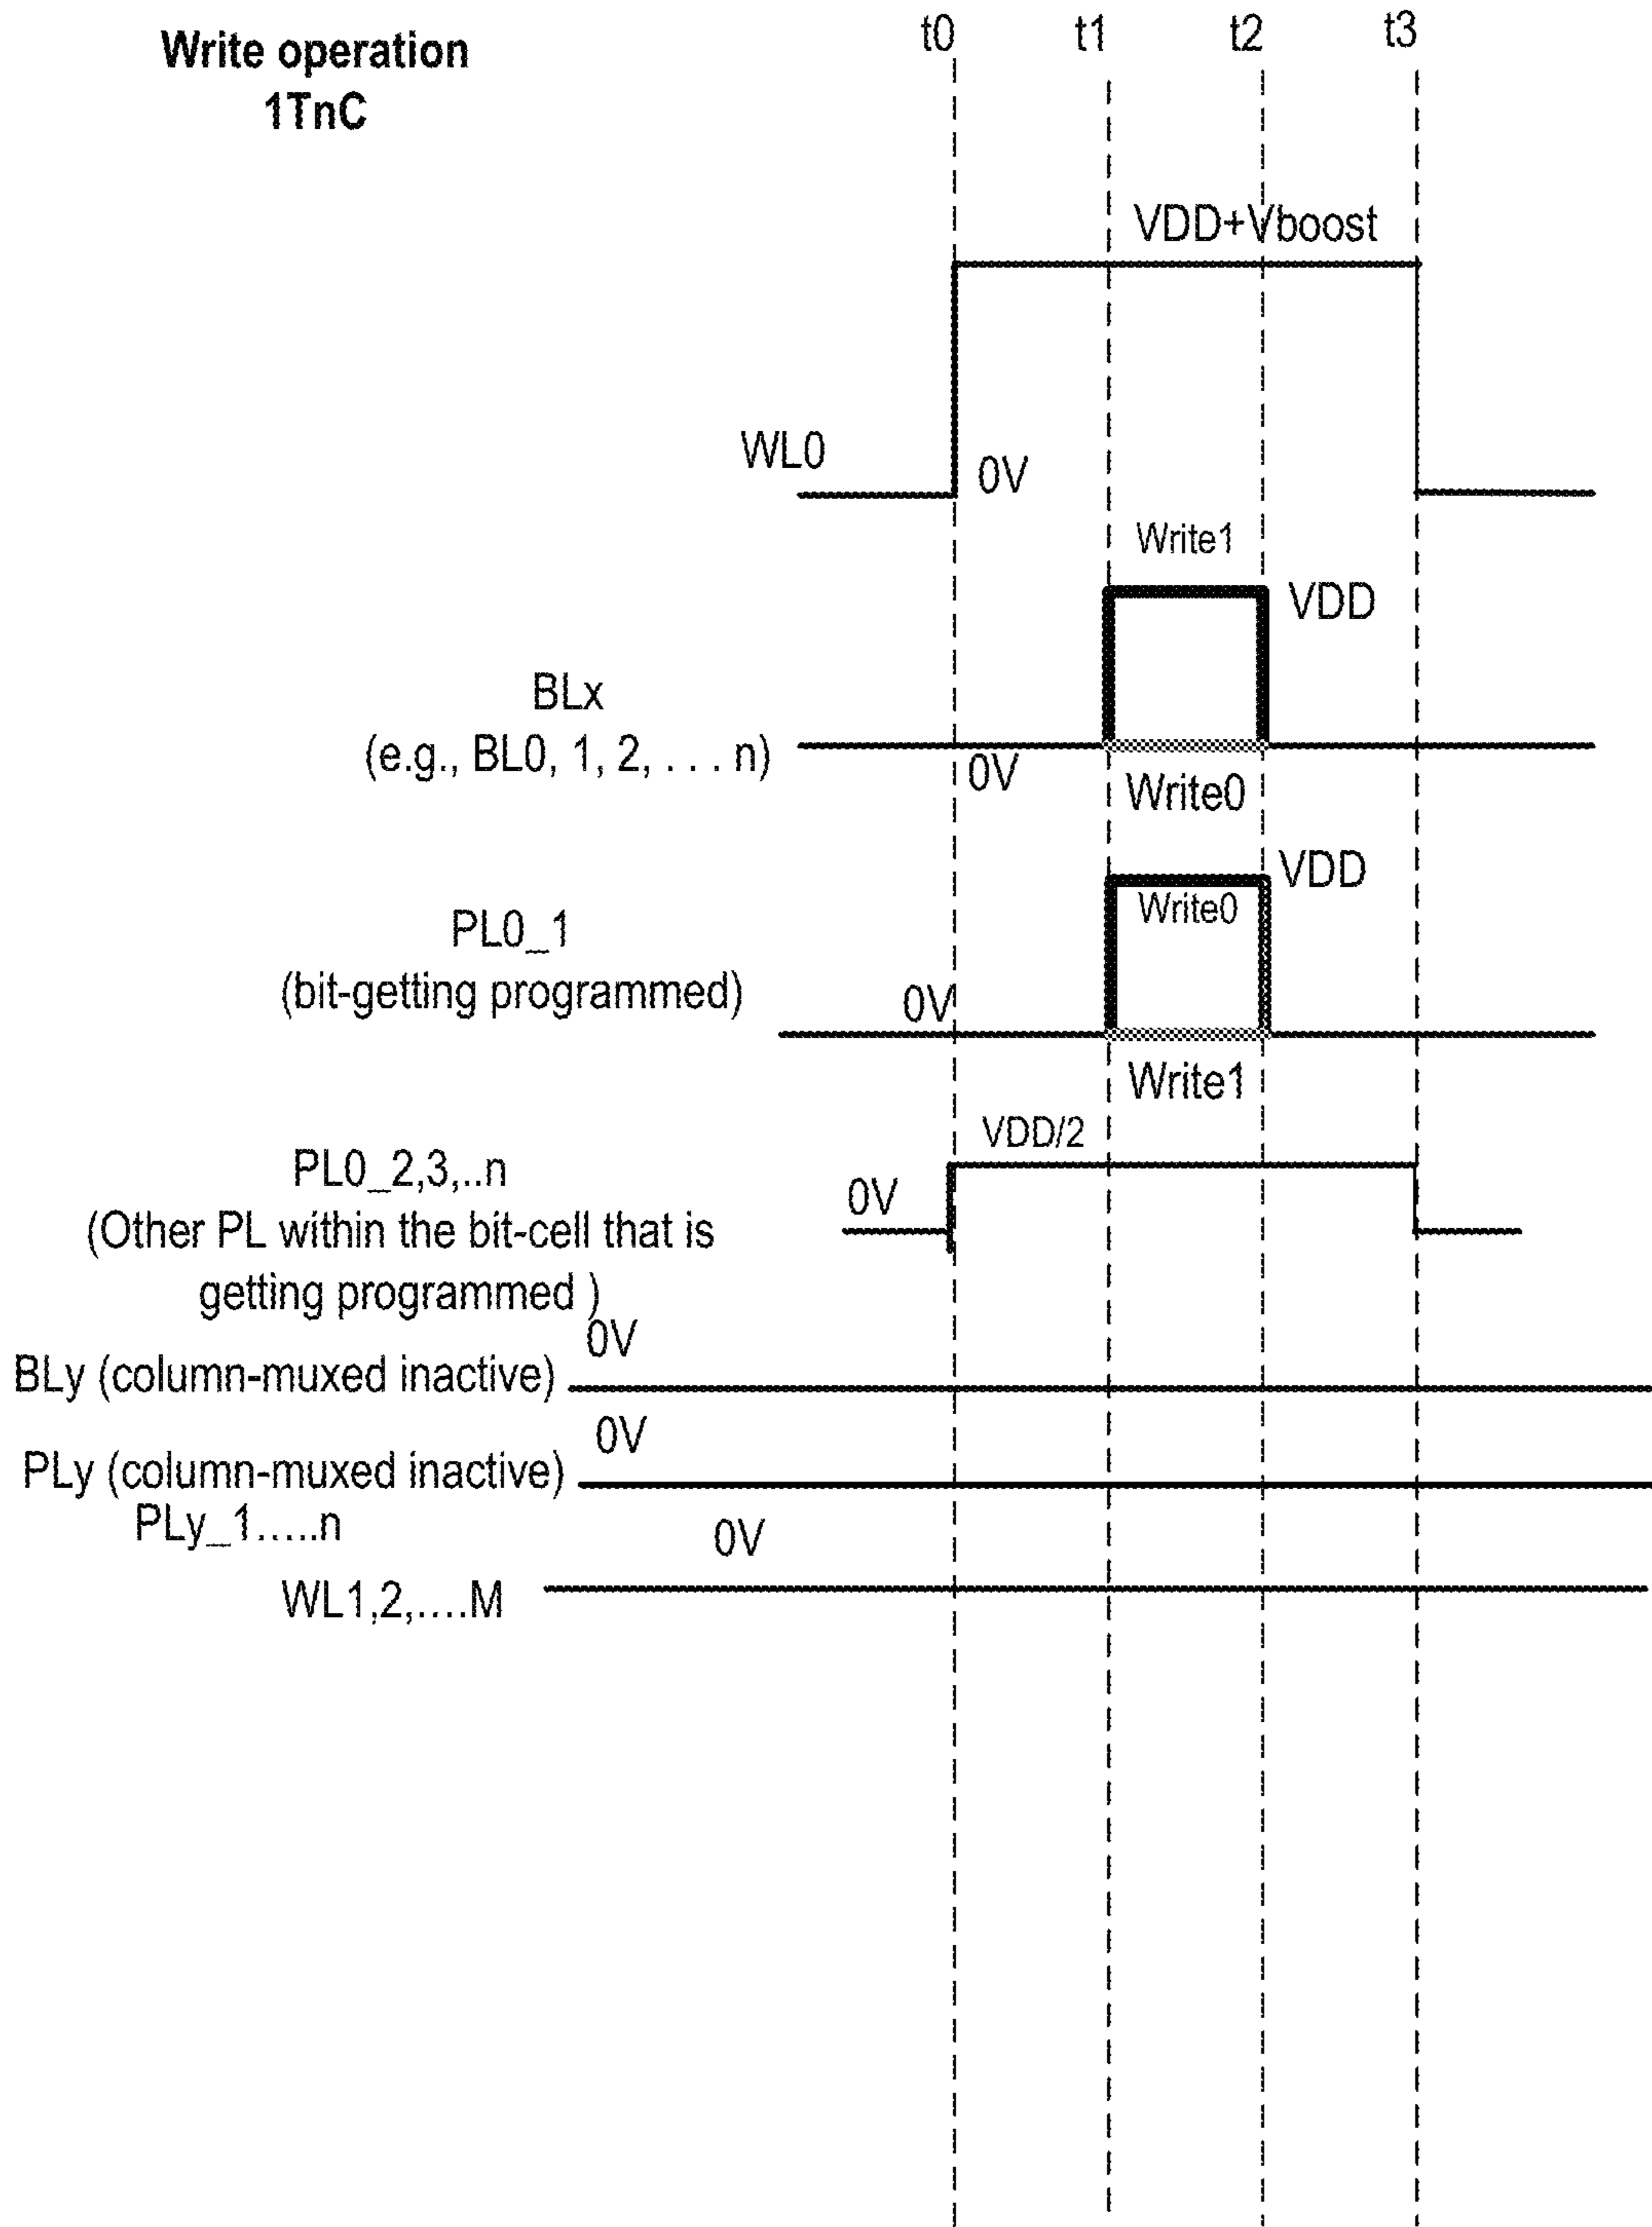 Write operation
1TnC
t0 t1 t2 t3
VDD+Vboost
WL0
0V
Write1
VDD
BLx
(e.g., BL0, 1, 2, . . . n)
0V
Write0
VDD
Write0
PL0_1
(bit-getting programmed)
0V
Write1
VDD/2
PL0_2,3,..n
0V
(Other PL within the bit-cell that is
getting programmed )
0V
BLy (column-muxed inactive)
0V
PLy (column-muxed inactive)
PLy_1.....n
0V
WL1,2,....M